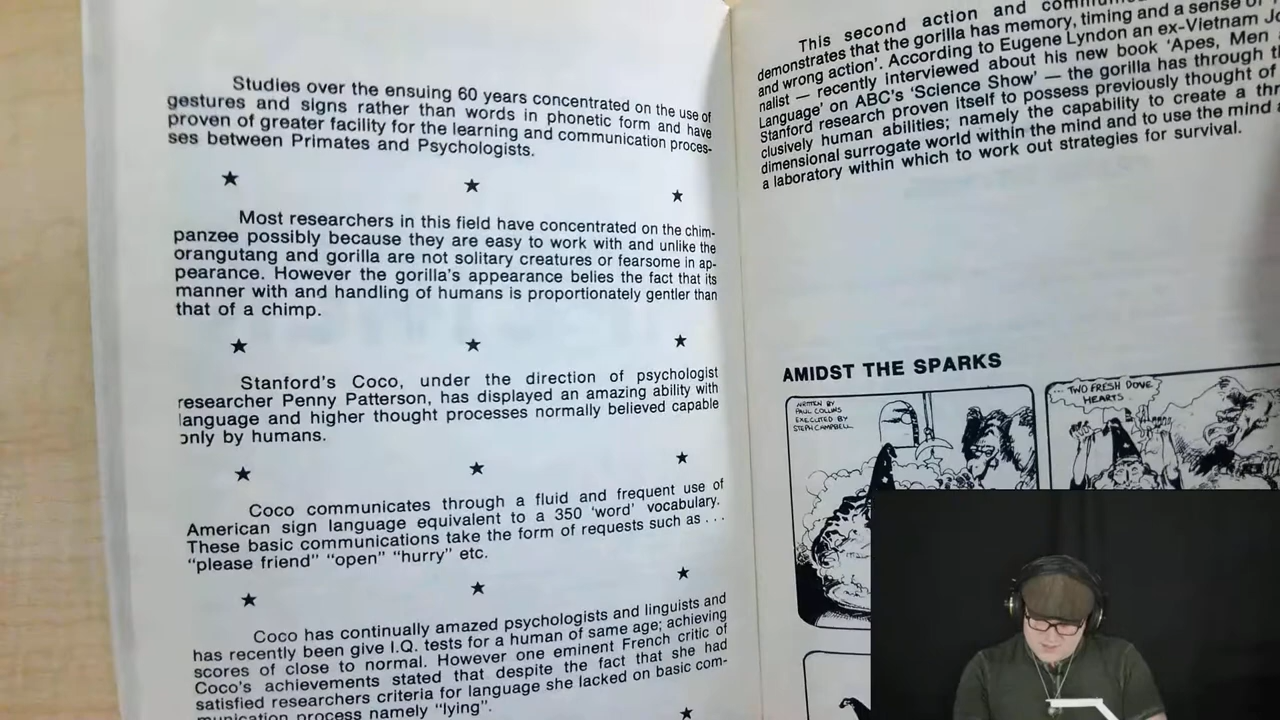 Studies over the ensuing 60 years concentrated on the use of
gestures and signs rather than words in phonetic form and have
proven of greater facility for the learning and communication proces-
ses between Primates and Psychologists.
Most researchers in this field have concentrated on the chim-
panzee possibly because they are easy to work with and unlike the
orangutang and gorilla are not solitary creatures or fearsome in ap-
pearance. However the gorilla's appearance belies the fact that its
manner with and handling of humans is proportionately gentler than
that of a chimp.
Stanford's Coco, under the direction of psychologist
researcher Penny Patterson, has displayed an amazing ability with
language and higher thought processes normally believed capable
only by humans.
Coco communicates through a fluid and frequent use of
American sign language equivalent to a 350 'word' vocabulary.
These basic communications take the form of requests such as . . .
"please friend" "open" "hurry" etc.
Coco has continually amazed psychologists and linguists and
has recently been give I.Q. tests for a human of same age; achieving
scores of close to normal. However one eminent French critic of
Coco's achievements stated that despite the fact that she had
satisfied researchers criteria for language she lacked on basic com-
munication process namely "lying".
This second action and
demonstrates that the gorilla has memory, timing and a sense of
and wrong action'. According to Eugene Lyndon an ex-Vietnam
nalist — recently interviewed about his new book 'Apes, Men
Language' on ABC's 'Science Show' — the gorilla has through
Stanford research proven itself to possess previously thought of
clusively human abilities; namely the capability to create a
dimensional surrogate world within the mind and to use the mind
a laboratory within which to work out strategies for survival.
AMIDST THE SPARKS
WRITTEN BY
PAUL COLLINS
EXECUTED BY
STEPH CAMPBELL
TWO FRESH DOVE
HEARTS